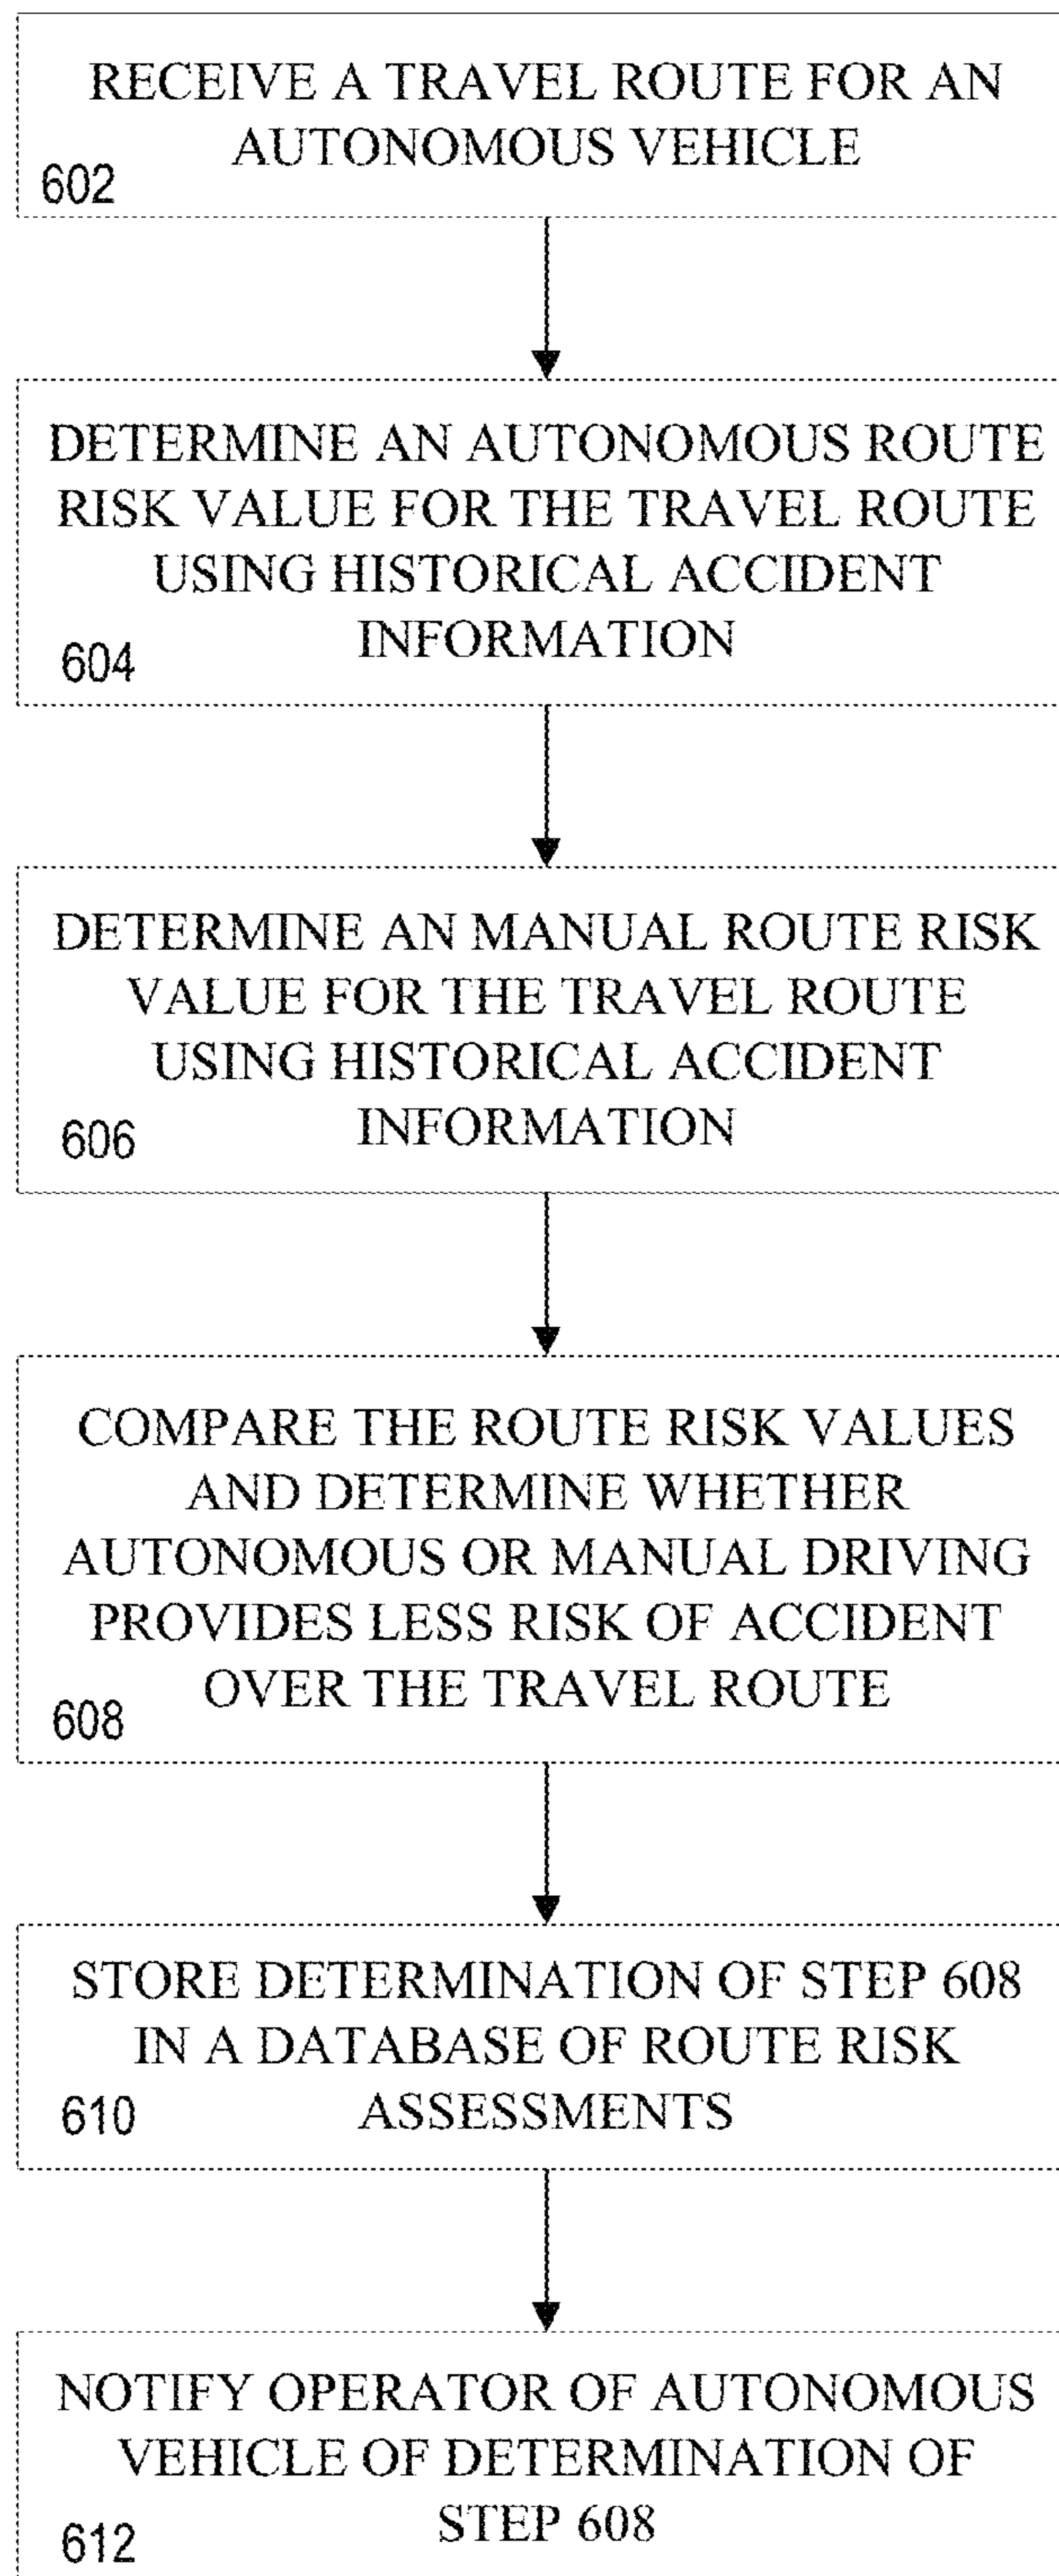 RECEIVE A TRAVEL ROUTE FOR AN
AUTONOMOUS VEHICLE
602
DETERMINE AN AUTONOMOUS ROUTE
RISK VALUE FOR THE TRAVEL ROUTE
USING HISTORICAL ACCIDENT
INFORMATION
604
DETERMINE AN MANUAL ROUTE RISK
VALUE FOR THE TRAVEL ROUTE
USING HISTORICAL ACCIDENT
INFORMATION
606
COMPARE THE ROUTE RISK VALUES
AND DETERMINE WHETHER
AUTONOMOUS OR MANUAL DRIVING
PROVIDES LESS RISK OF ACCIDENT
OVER THE TRAVEL ROUTE
608
STORE DETERMINATION OF STEP 608
IN A DATABASE OF ROUTE RISK
ASSESSMENTS
610
NOTIFY OPERATOR OF AUTONOMOUS
VEHICLE OF DETERMINATION OF
STEP 608
612